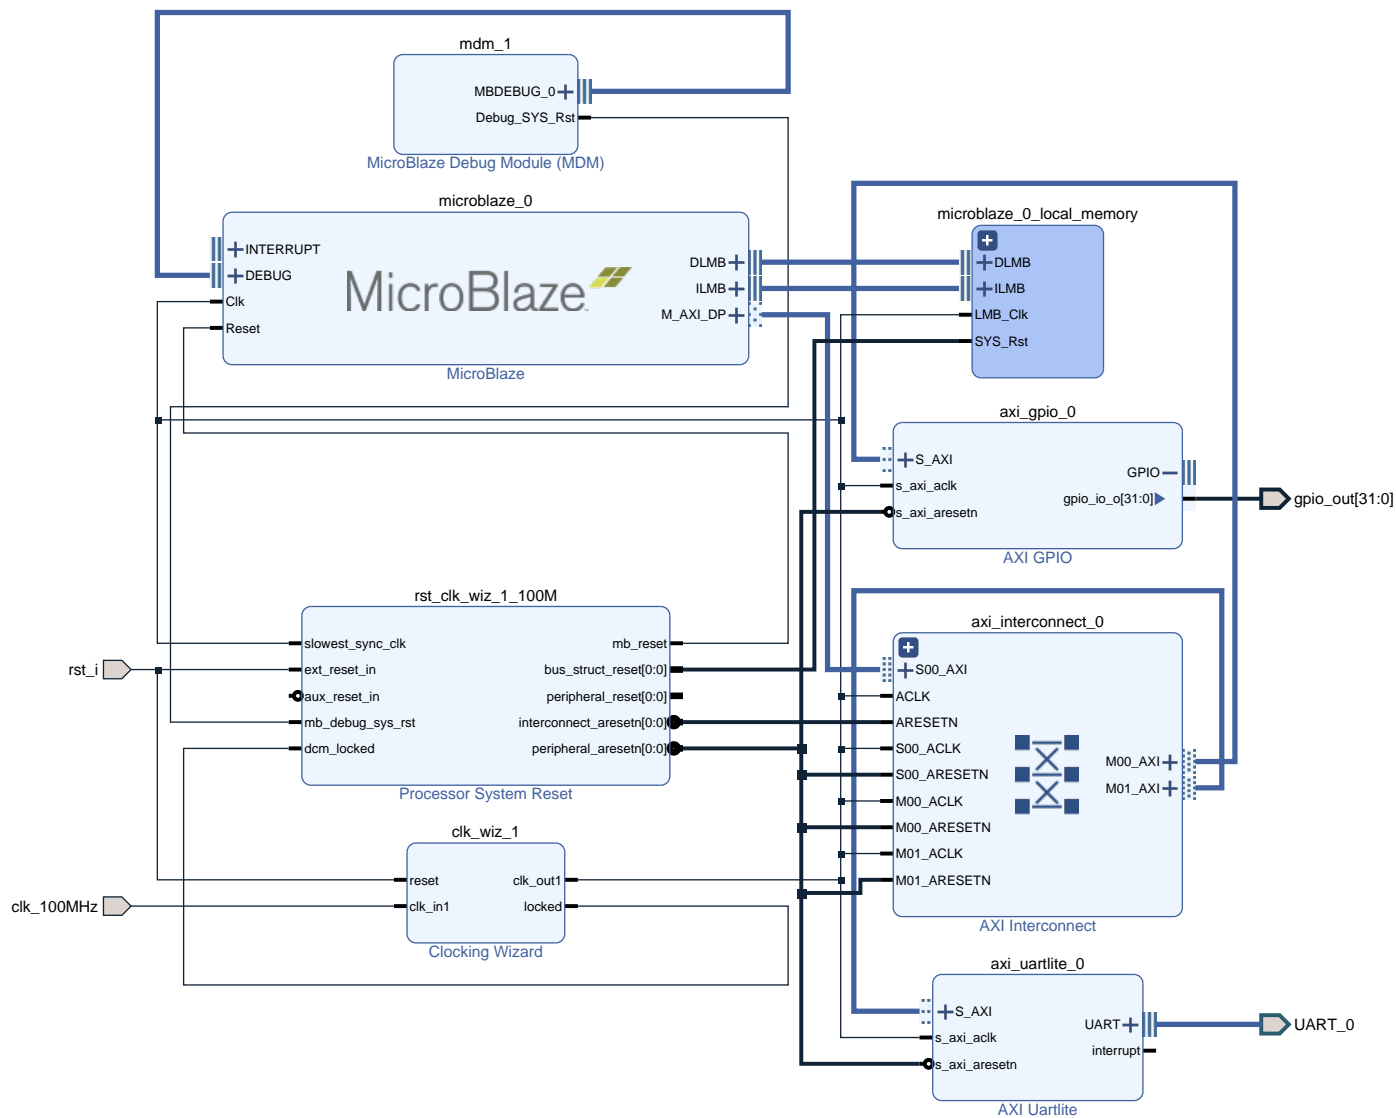 mdm_1
MBDEBUG_0
Debug_SYS_Rst
MicroBlaze Debug Module (MDM)
microblaze_0
INTERRUPT
DEBUG
Clk
Reset
MicroBlaze
DLMB
ILMB
M_AXI_DP
MicroBlaze
microblaze_0_local_memory
DLMB
ILMB
LMB_Clk
SYS_Rst
axi_gpio_0
S_AXI
s_axi_aclk
s_axi_aresetn
GPIO
gpio_io_o[31:0]
AXI GPIO
gpio_out[31:0]
rst_i
rst_clk_wiz_1_100M
slowest_sync_clk
ext_reset_in
aux_reset_in
mb_debug_sys_rst
dcm_locked
mb_reset
bus_struct_reset[0:0]
peripheral_reset[0:0]
interconnect_aresetn[0:0]
peripheral_aresetn[0:0]
Processor System Reset
axi_interconnect_0
S00_AXI
ACLK
ARESETN
S00_ACLK
S00_ARESETN
M00_ACLK
M00_ARESETN
M01_ACLK
M01_ARESETN
M00_AXI
M01_AXI
AXI Interconnect
clk_100MHz
clk_wiz_1
reset
clk_in1
clk_out1
locked
Clocking Wizard
axi_uartlite_0
S_AXI
s_axi_aclk
s_axi_aresetn
UART
interrupt
AXI Uartlite
UART_0